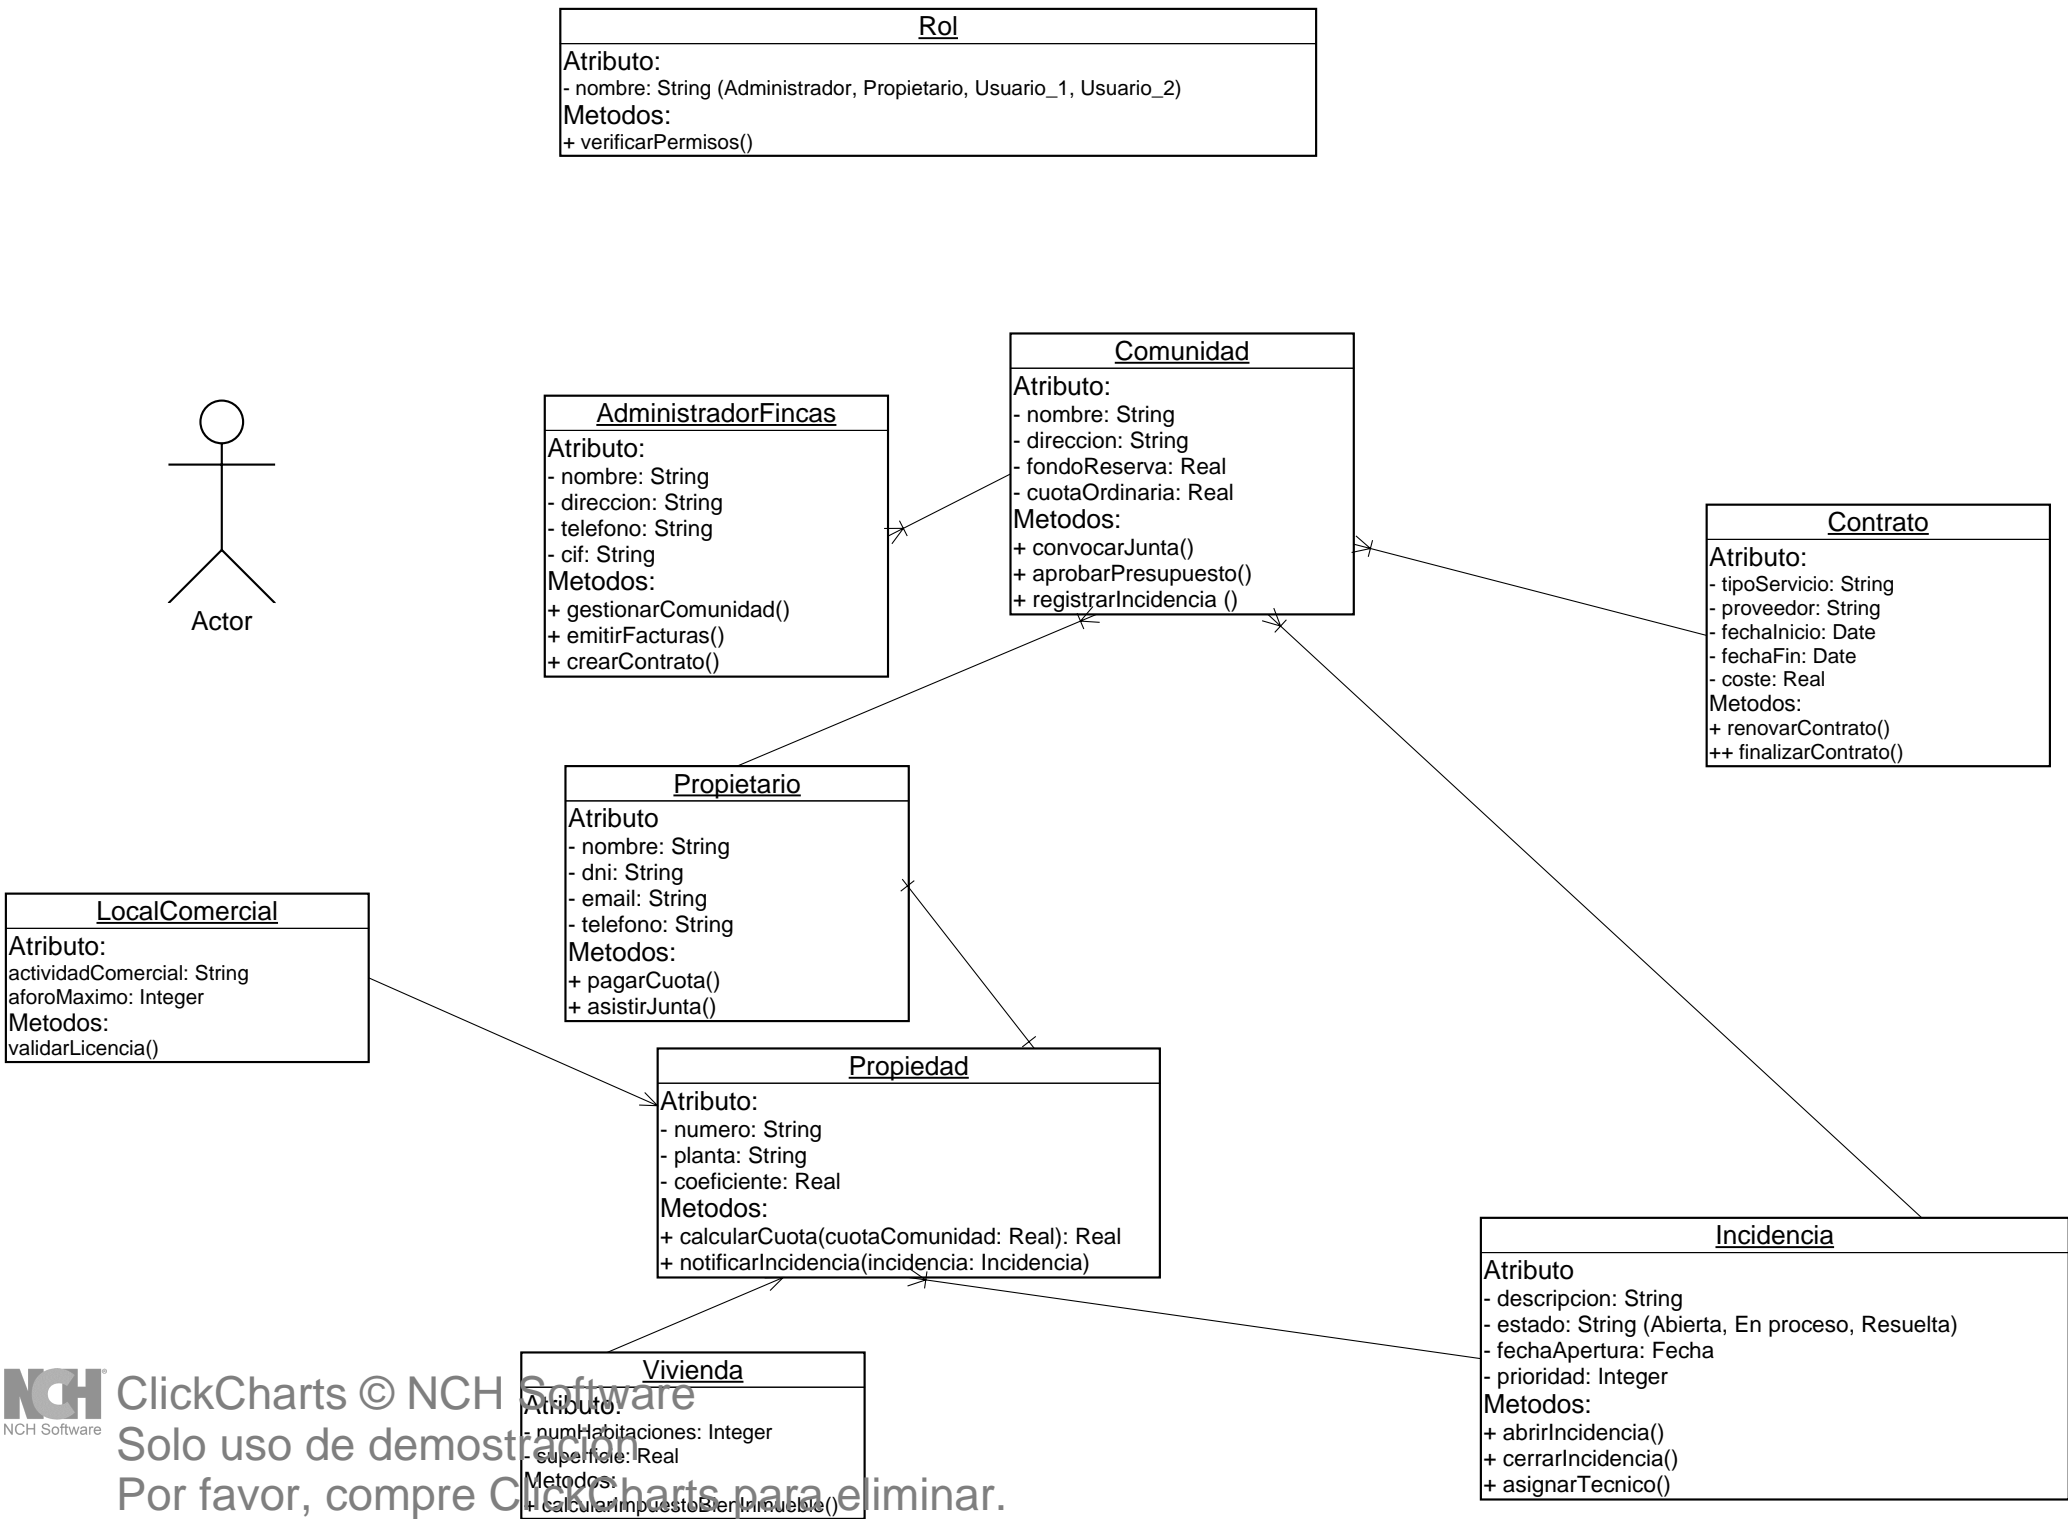 Rol
Atributo:
- nombre: String (Administrador, Propietario, Usuario_1, Usuario_2)
Metodos:
+ verificarPermisos()
Comunidad
Atributo:
- nombre: String
- direccion: String
- fondoReserva: Real
- cuotaOrdinaria: Real
Metodos:
+ convocarJunta()
+ aprobarPresupuesto()
+ registrarIncidencia ()
AdministradorFincas
Atributo:
- nombre: String
- direccion: String
- telefono: String
- cif: String
Metodos:
+ gestionarComunidad()
+ emitirFacturas()
+ crearContrato()
Actor
Contrato
Atributo:
- tipoServicio: String
- proveedor: String
- fechaInicio: Date
- fechaFin: Date
- coste: Real
Metodos:
+ renovarContrato()
++ finalizarContrato()
Propietario
Atributo
- nombre: String
- dni: String
- email: String
- telefono: String
Metodos:
+ pagarCuota()
+ asistirJunta()
LocalComercial
Atributo:
actividadComercial: String
aforoMaximo: Integer
Metodos:
validarLicencia()
Propiedad
Atributo:
- numero: String
- planta: String
- coeficiente: Real
Metodos:
+ calcularCuota(cuotaComunidad: Real): Real
+ notificarIncidencia(incidencia: Incidencia)
Incidencia
Atributo
- descripcion: String
- estado: String (Abierta, En proceso, Resuelta)
- fechaApertura: Fecha
- prioridad: Integer
Metodos:
+ abrirIncidencia()
+ cerrarIncidencia()
+ asignarTecnico()
Vivienda
Atributo:
- numHabitaciones: Integer
- superficie: Real
Metodos:
+ calcularImpuestoBienInmueble()
NCH
NCH Software
ClickCharts © NCH Software
Solo uso de demostración
Por favor, compre ClickCharts para eliminar.